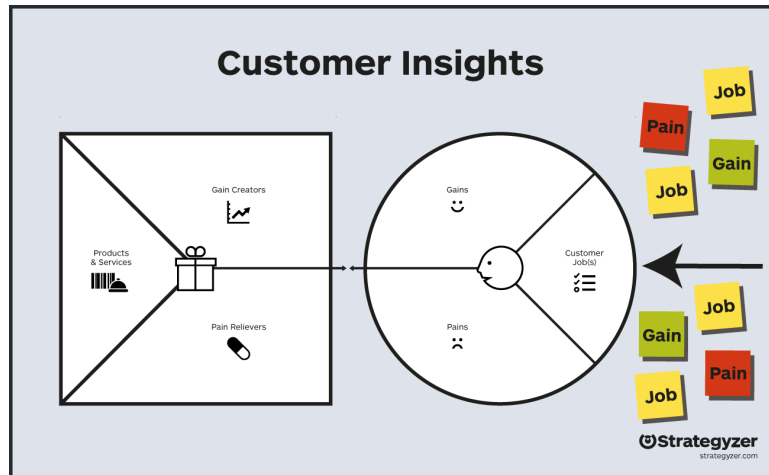 Customer Insights
Gain Creators
Products
& Services
Pain Relievers
Gains
Customer
Job(s)
Pains
Job
Pain
Gain
Job
Job
Gain
Pain
Job
Strategyzer
strategyzer.com